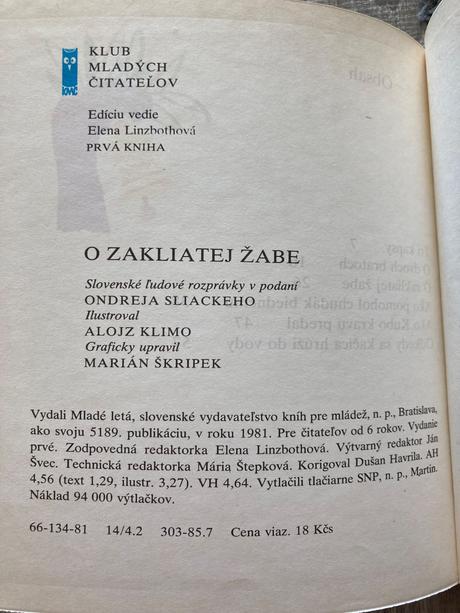 KLUB
MLADÝCH
ČITATEĽOV
Edíciu vedie
Elena Linzbothová
PRVÁ KNIHA
O ZAKLIATEJ ŽABE
Slovenské ľudové rozprávky v podaní
ONDREJA SLIACKEHO
Ilustroval
ALOJZ KLIMO
Graficky upravil
MARIÁN ŠKRIPEK
Vydali Mladé letá, slovenské vydavateľstvo kníh pre mládež, n. p., Bratislava,
ako svoju 5189. publikáciu, v roku 1981. Pre čitateľov od 6 rokov. Vydanie
prvé. Zodpovedná redaktorka Elena Linzbothová. Výtvarný redaktor Ján
Švec. Technická redaktorka Mária Štepková. Korigoval Dušan Havrila. AH
4,56 (text 1,29, ilustr. 3,27). VH 4,64. Vytlačili tlačiarne SNP, n. p., Martin.
Náklad 94 000 výtlačkov.
66-134-81 14/4.2 303-85.7 Cena viaz. 18 Kčs